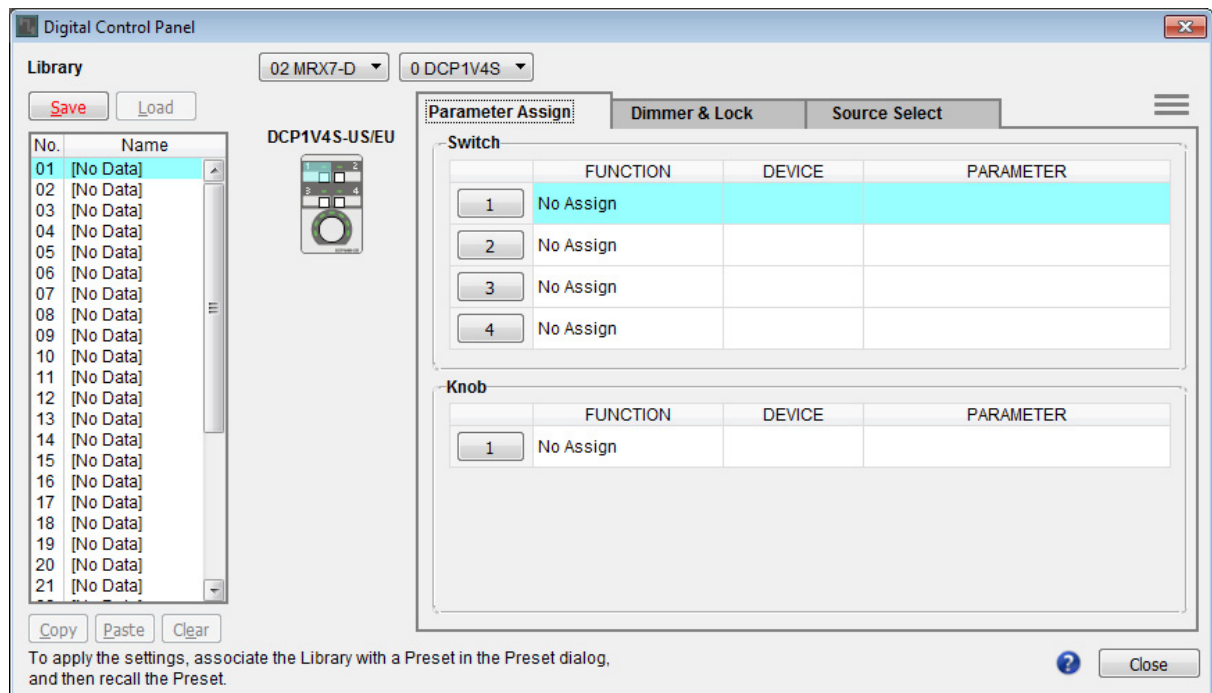 Digital Control Panel
Library
02 MRX7-D
0 DCP1V4S
Save
Load
No. Name
01 [No Data]
02 [No Data]
03 [No Data]
04 [No Data]
05 [No Data]
06 [No Data]
07 [No Data]
08 [No Data]
09 [No Data]
10 [No Data]
11 [No Data]
12 [No Data]
13 [No Data]
14 [No Data]
15 [No Data]
16 [No Data]
17 [No Data]
18 [No Data]
19 [No Data]
20 [No Data]
21 [No Data]
Copy
Paste
Clear
DCP1V4S-US/EU
1 2
3 4
Parameter Assign
Dimmer & Lock
Source Select
Switch
FUNCTION DEVICE PARAMETER
1 No Assign
2 No Assign
3 No Assign
4 No Assign
Knob
FUNCTION DEVICE PARAMETER
1 No Assign
To apply the settings, associate the Library with a Preset in the Preset dialog,
and then recall the Preset.
?
Close